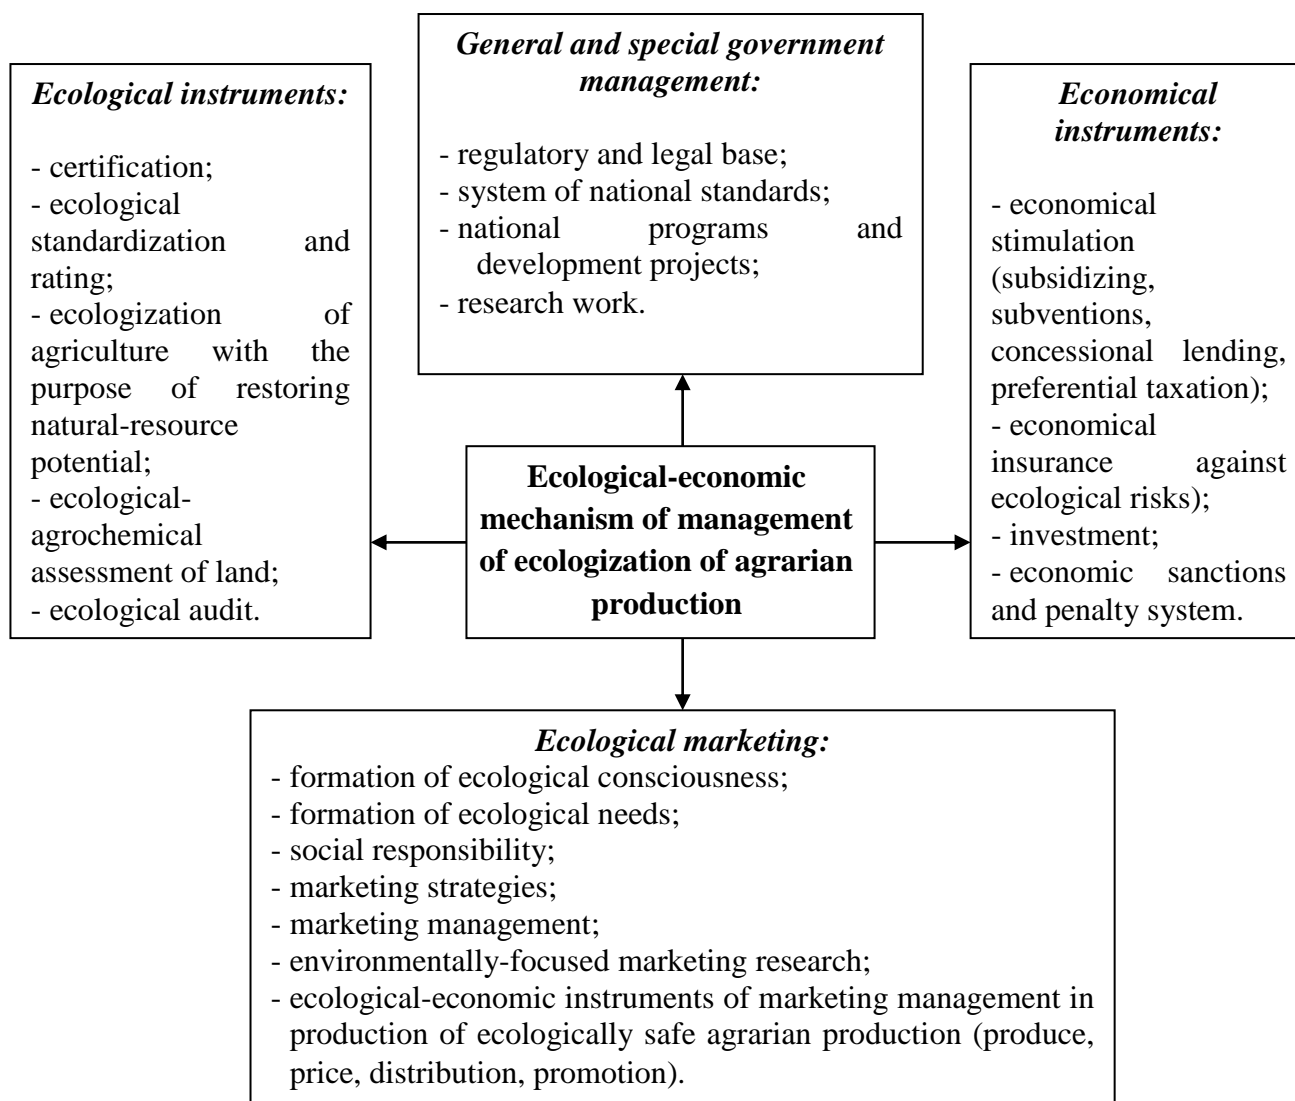 General and special government
management:
- regulatory and legal base;
- system of national standards;
- national programs and
development projects;
- research work.
Ecological instruments:
- certification;
- ecological
standardization and
rating;
- ecologization of
agriculture with the
purpose of restoring
natural-resource
potential;
- ecological-
agrochemical
assessment of land;
- ecological audit.
Ecological-economic
mechanism of management
of ecologization of agrarian
production
Economical
instruments:
- economical
stimulation
(subsidizing,
subventions,
concessional lending,
preferential taxation);
- economical
insurance against
ecological risks);
- investment;
- economic sanctions
and penalty system.
Ecological marketing:
- formation of ecological consciousness;
- formation of ecological needs;
- social responsibility;
- marketing strategies;
- marketing management;
- environmentally-focused marketing research;
- ecological-economic instruments of marketing management in
production of ecologically safe agrarian production (produce,
price, distribution, promotion).